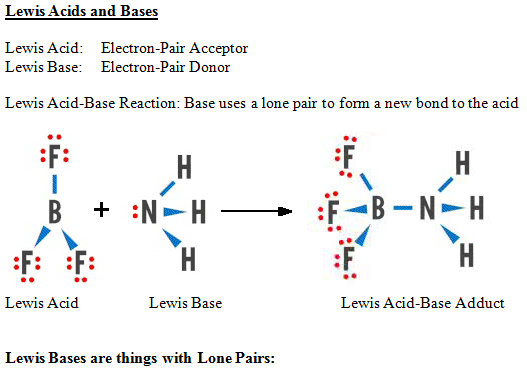 Lewis Acids and Bases
Lewis Acid: Electron-Pair Acceptor
Lewis Base: Electron-Pair Donor
Lewis Acid-Base Reaction: Base uses a lone pair to form a new bond to the acid
F
B
F F
+
H
:N H
H
F
F B N H
F
H
H
Lewis Acid Lewis Base Lewis Acid-Base Adduct
Lewis Bases are things with Lone Pairs: